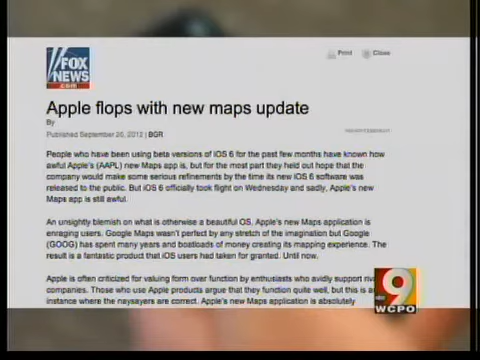 FOX
NEWS
.com
Print Close
Apple flops with new maps update
By
Published September 20, 2012 | BGR
People who have been using beta versions of iOS 6 for the past few months have known how
awful Apple's (AAPL) new Maps app is, but for the most part they held out hope that the
company would make some serious refinements by the time its new iOS 6 software was
released to the public. But iOS 6 officially took flight on Wednesday and sadly, Apple's new
Maps app is still awful.
An unsightly blemish on what is otherwise a beautiful OS, Apple's new Maps application is
enraging users. Google Maps wasn't perfect by any stretch of the imagination but Google
(GOOG) has spent many years and boatloads of money creating its mapping experience. The
result is a fantastic product that iOS users had taken for granted. Until now.
Apple is often criticized for valuing form over function by enthusiasts who avidly support
companies. Those who use Apple products argue that they function quite well, but this is
instance where the naysayers are correct. Apple's new Maps application is absolutely
abc 9
WCPO